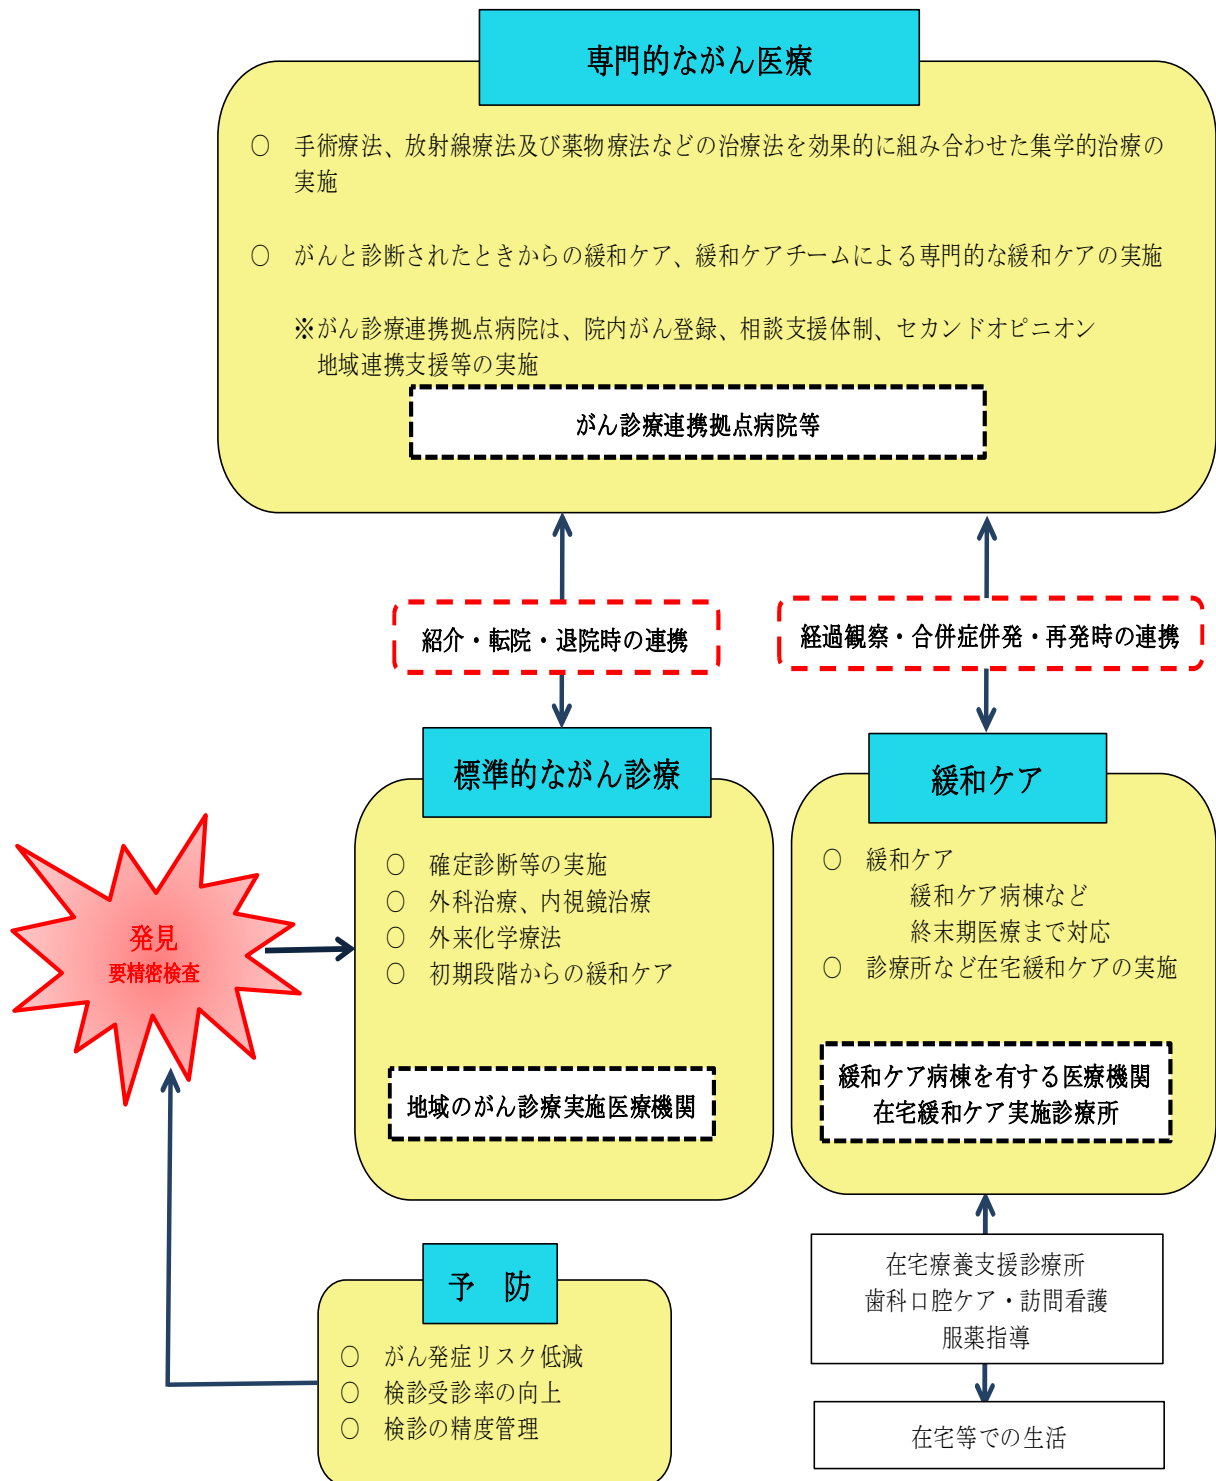 専門的ながん医療
○ 手術療法、放射線療法及び薬物療法などの治療法を効果的に組み合わせた集学的治療の
実施
○ がんと診断されたときからの緩和ケア、緩和ケアチームによる専門的な緩和ケアの実施
※がん診療連携拠点病院は、院内がん登録、相談支援体制、セカンドオピニオン
地域連携支援等の実施
がん診療連携拠点病院等
紹介・転院・退院時の連携
経過観察・合併症併発・再発時の連携
標準的ながん診療
○ 確定診断等の実施
○ 外科治療、内視鏡治療
○ 外来化学療法
○ 初期段階からの緩和ケア
地域のがん診療実施医療機関
緩和ケア
○ 緩和ケア
緩和ケア病棟など
終末期医療まで対応
○ 診療所など在宅緩和ケアの実施
緩和ケア病棟を有する医療機関
在宅緩和ケア実施診療所
発見
要精密検査
予 防
○ がん発症リスク低減
○ 検診受診率の向上
○ 検診の精度管理
在宅療養支援診療所
歯科口腔ケア・訪問看護
服薬指導
在宅等での生活